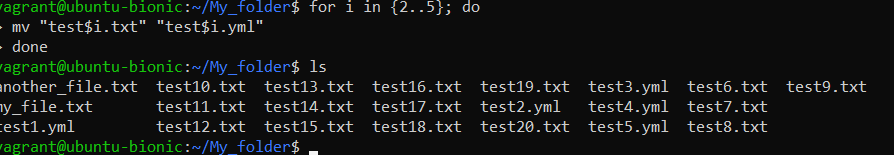 vagrant@ubuntu-bionic:~/My_folder$ for i in {2..5}; do
> mv "test$i.txt" "test$i.yml"
> done
vagrant@ubuntu-bionic:~/My_folder$ ls
another_file.txt test10.txt test13.txt test16.txt test19.txt test3.yml test6.txt test9.txt
my_file.txt test11.txt test14.txt test17.txt test2.yml test4.yml test7.txt
test1.yml test12.txt test15.txt test18.txt test20.txt test5.yml test8.txt
vagrant@ubuntu-bionic:~/My_folder$